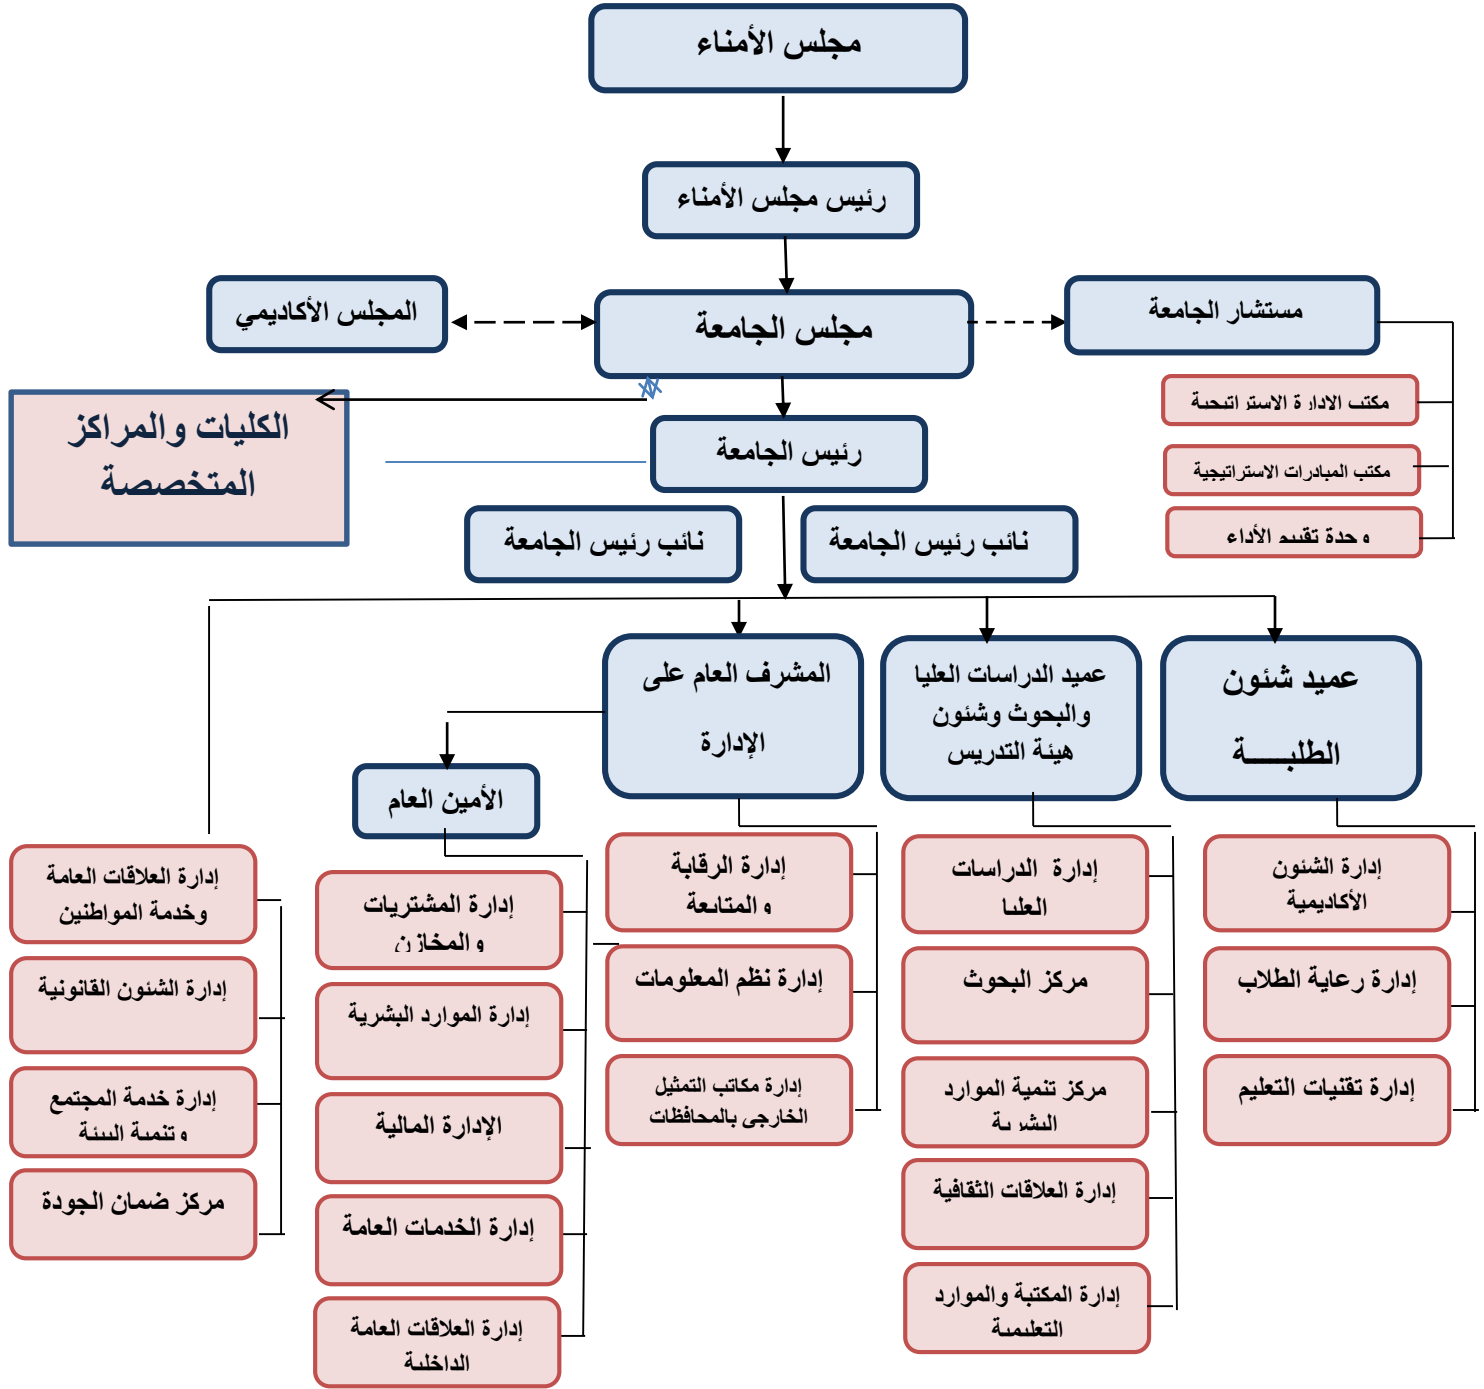 مجلس الأمناء
رئيس مجلس الأمناء
مستشار الجامعة
مجلس الجامعة
المجلس الأكاديمي
مكتب الادارة الاستراتيجية
مكتب المبادرات الاستراتيجية
وحدة تقييم الأداء
رئيس الجامعة
الكليات والمراكز
المتخصصة
نائب رئيس الجامعة
نائب رئيس الجامعة
عميد شئون
الطلبـــــة
عميد الدراسات العليا
والبحوث وشئون
هيئة التدريس
المشرف العام على
الإدارة
الأمين العام
إدارة الشئون
الأكاديمية
إدارة رعاية الطلاب
إدارة تقنيات التعليم
إدارة الدراسات
العليا
مركز البحوث
مركز تنمية الموارد
البشرية
إدارة العلاقات الثقافية
إدارة المكتبة والموارد
التعليمية
إدارة الرقابة
والمتابعة
إدارة نظم المعلومات
إدارة مكاتب التمثيل
الخارجي بالمحافظات
إدارة المشتريات
والمخازن
إدارة الموارد البشرية
الإدارة المالية
إدارة الخدمات العامة
إدارة العلاقات العامة
الداخلية
إدارة العلاقات العامة
وخدمة المواطنين
إدارة الشئون القانونية
إدارة خدمة المجتمع
وتنمية البيئة
مركز ضمان الجودة